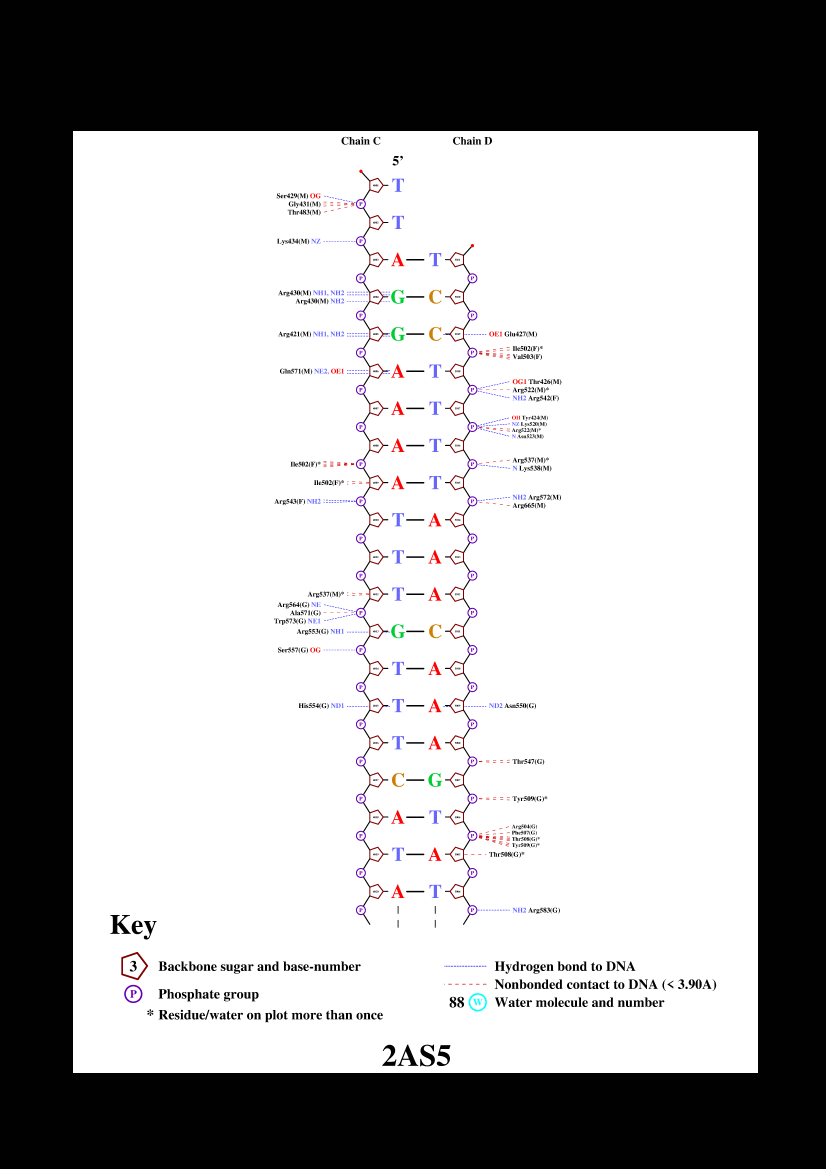 Chain C Chain D
5’
T
Ser429(M) OG
Gly431(M) P
Thr483(M)
T
Lys434(M) NZ P
A T
P P
Arg430(M) NH1, NH2 G C
Arg430(M) NH2
P P
Arg421(M) NH1, NH2 G C OE1 Glu427(M)
Ile502(F)*
P P Val503(F)
Gln571(M) NE2, OE1 A T
OG1 Thr426(M)
P P Arg522(M)*
NH2 Arg542(F)
A T
OH Tyr424(M)
P P NZ Lys520(M)
Arg522(M)*
N Asn523(M)
A T
Ile502(F)* P P Arg537(M)*
N Lys538(M)
Ile502(F)* A T
Arg543(F) NH2 P P NH2 Arg572(M)
Arg665(M)
T A
P P
T A
P P
Arg537(M)* T A
Arg564(G) NE
Ala571(G) P P
Trp573(G) NE1
Arg553(G) NH1 G C
Ser557(G) OG P P
T A
P P
His554(G) ND1 T A ND2 Asn550(G)
P P
T A
P P Thr547(G)
C G
P P Tyr509(G)*
A T
Arg504(G)
P P Phe507(G)
Thr508(G)*
Tyr509(G)*
T A Thr508(G)*
P P
A T
P P NH2 Arg583(G)
Key
3 Backbone sugar and base-number
P Phosphate group
* Residue/water on plot more than once
Hydrogen bond to DNA
Nonbonded contact to DNA (< 3.90A)
88 W Water molecule and number
2AS5